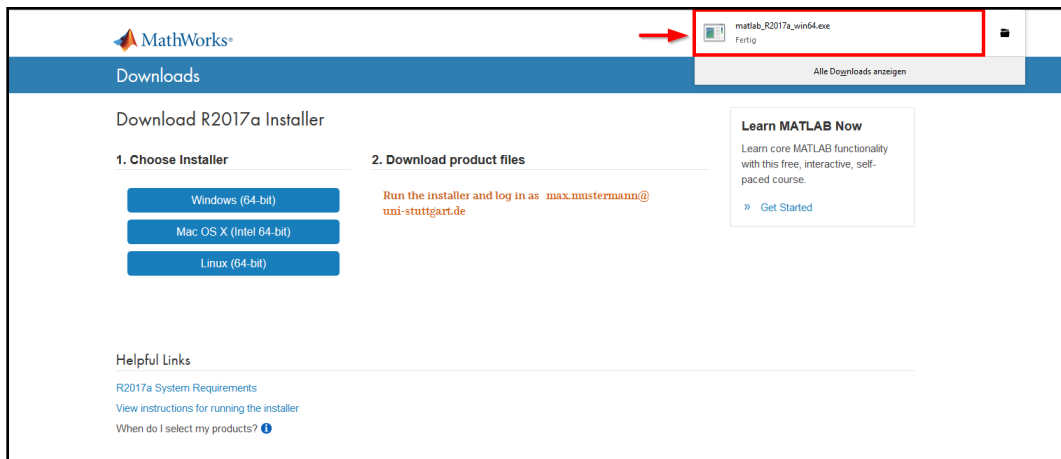 MathWorks®
matlab_R2017a_win64.exe
Fertig
Alle Downloads anzeigen
Downloads
Download R2017a Installer
1. Choose Installer
Windows (64-bit)
Mac OS X (Intel 64-bit)
Linux (64-bit)
2. Download product files
Run the installer and log in as max.mustermann@
uni-stuttgart.de
Learn MATLAB Now
Learn core MATLAB functionality
with this free, interactive, self-
paced course.
» Get Started
Helpful Links
R2017a System Requirements
View instructions for running the installer
When do I select my products?